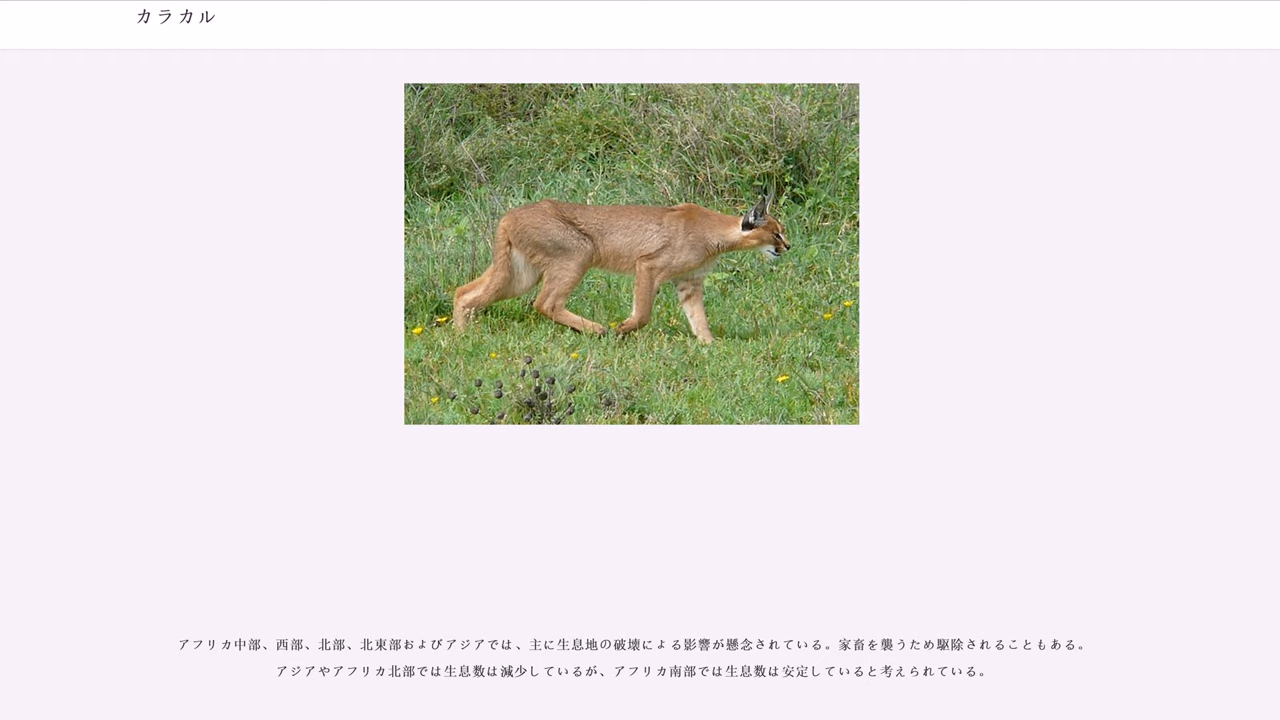 カラカル
アフリカ中部、西部、北部、北東部およびアジアでは、主に生息地の破壊による影響が懸念されている。家畜を襲うため駆除されることもある。
アジアやアフリカ北部では生息数は減少しているが、アフリカ南部では生息数は安定していると考えられている。